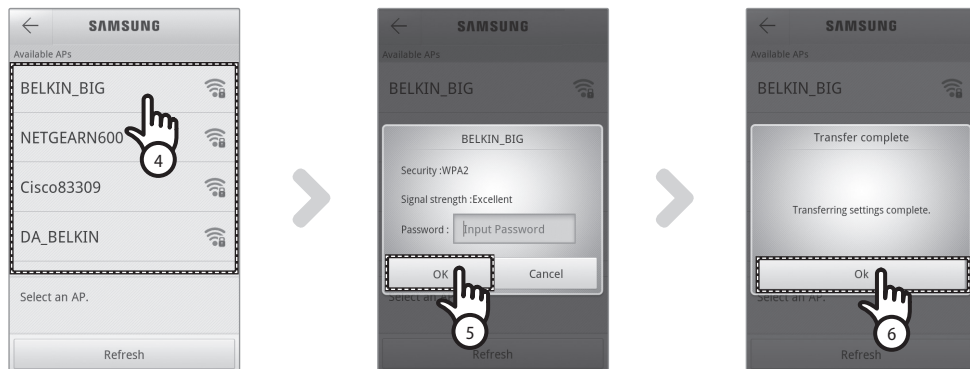 SAMSUNG
Available APs
BELKIN_BIG
NETGEARN600
4
Cisco83309
DA_BELKIN
Select an AP.
Refresh
SAMSUNG
Available APs
BELKIN_BIG
BELKIN_BIG
Security :WPA2
Signal strength :Excellent
Password : Input Password
OK Cancel
Select an
5
Refresh
SAMSUNG
Available APs
BELKIN_BIG
Transfer complete
Transferring settings complete.
Ok
Select an AP.
6
Refresh